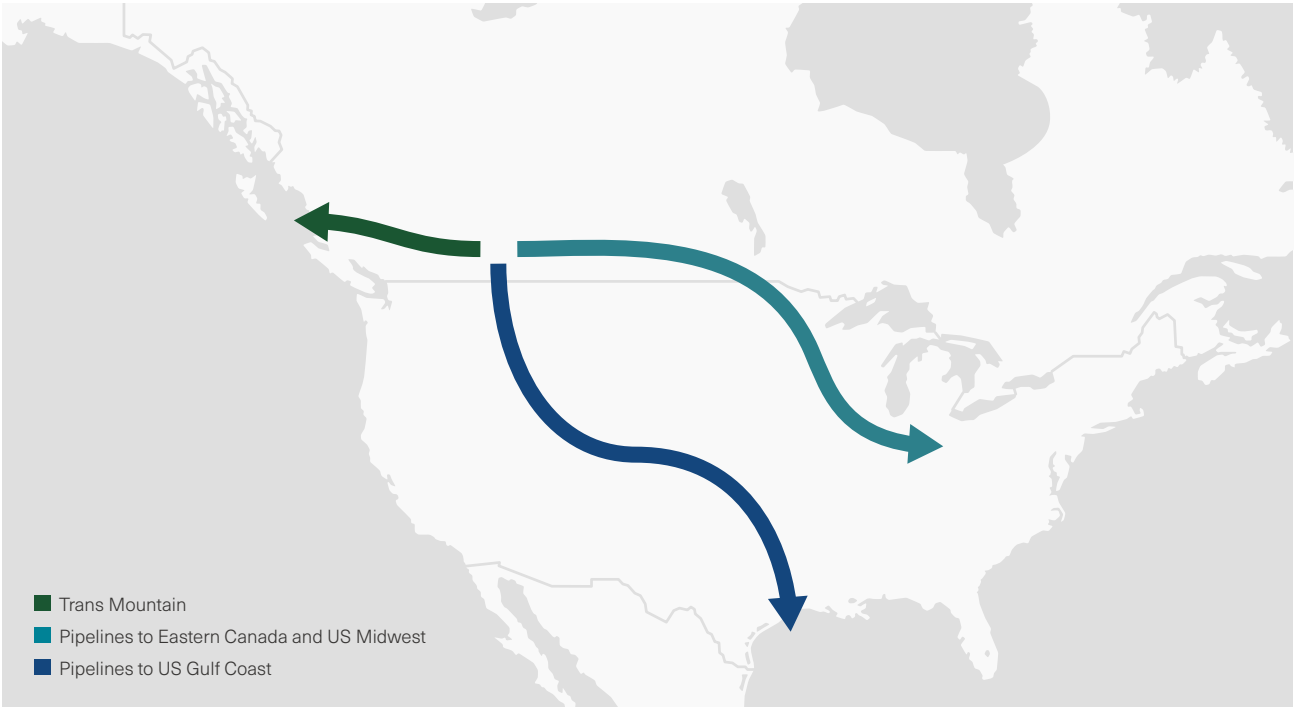 Trans Mountain
Pipelines to Eastern Canada and US Midwest
Pipelines to US Gulf Coast